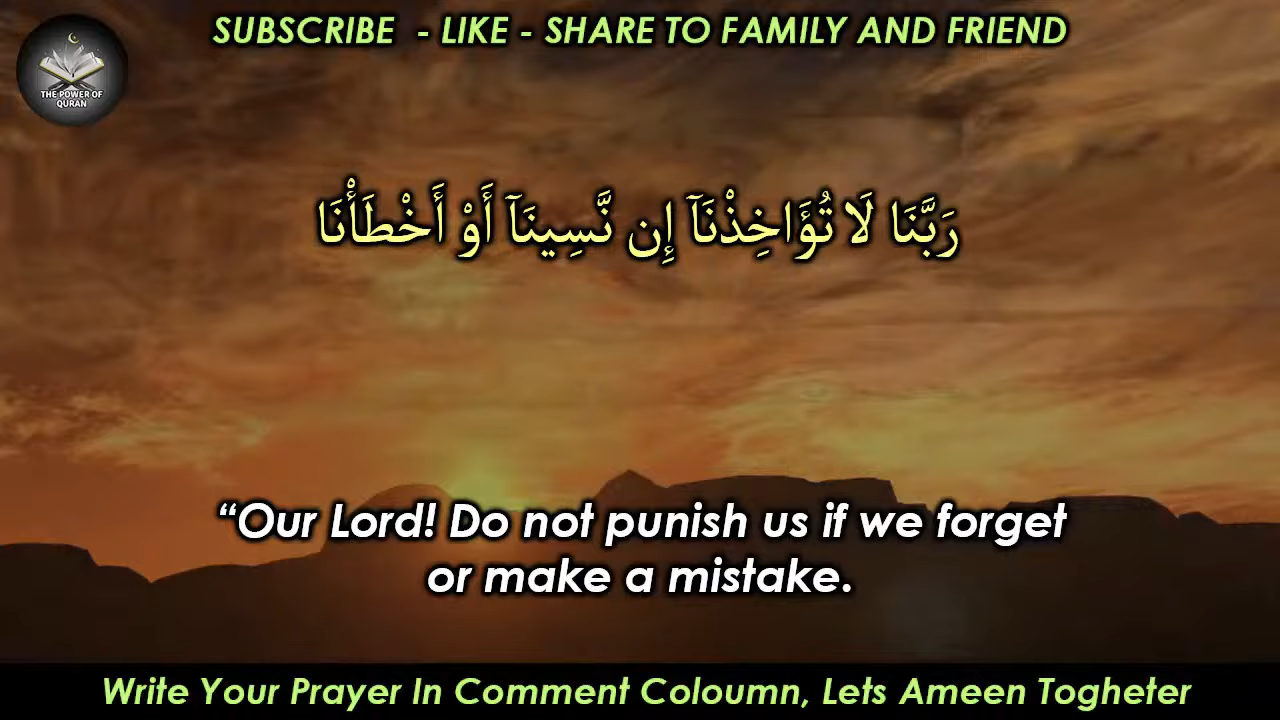 SUBSCRIBE - LIKE - SHARE TO FAMILY AND FRIEND
THE POWER OF
QURAN
رَبَّنَا لَا تُؤَاخِذْنَآ إِن نَّسِينَآ أَوْ أَخْطَأْنَا
“Our Lord! Do not punish us if we forget
or make a mistake.
Write Your Prayer In Comment Coloumn, Lets Ameen Togheter